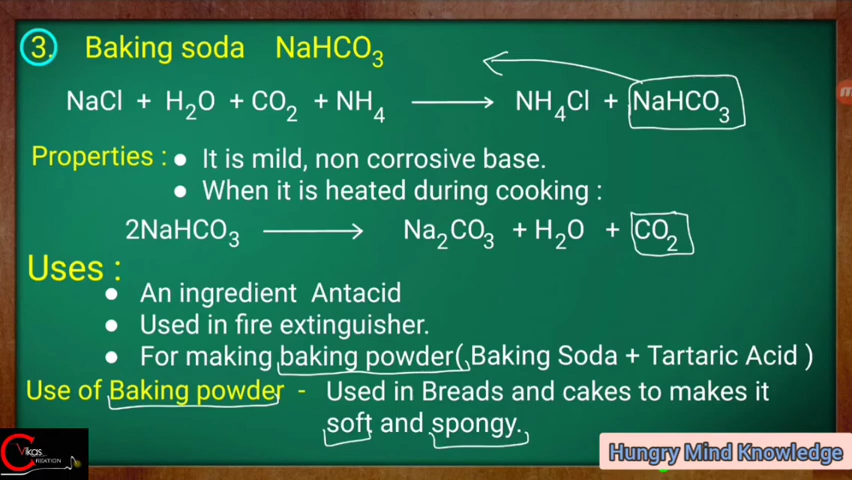 3. Baking soda NaHCO₃
NaCl + H₂O + CO₂ + NH₄ ⟶ NH₄Cl + NaHCO₃
Properties : • It is mild, non corrosive base.
• When it is heated during cooking :
2NaHCO₃ ⟶ Na₂CO₃ + H₂O + CO₂
Uses :
• An ingredient Antacid
• Used in fire extinguisher.
• For making baking powder( Baking Soda + Tartaric Acid )
Use of Baking powder - Used in Breads and cakes to makes it
soft and spongy.
Vikas
CREATION
Hungry Mind Knowledge